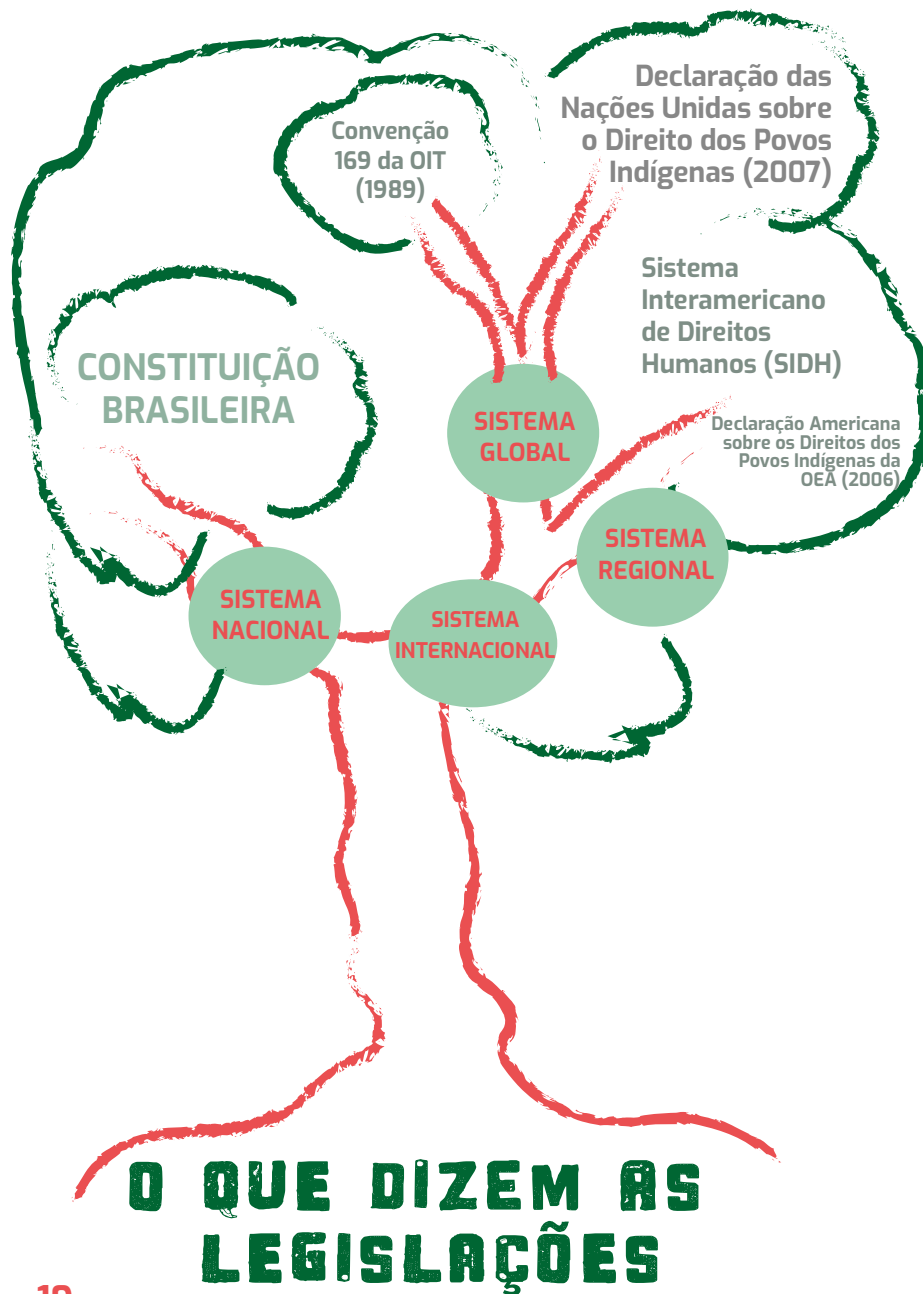 Convenção
169 da OIT
(1989)
Declaração das
Nações Unidas sobre
o Direito dos Povos
Indígenas (2007)
Sistema
Interamericano
de Direitos
Humanos (SIDH)
CONSTITUIÇÃO
BRASILEIRA
SISTEMA
GLOBAL
Declaração Americana
sobre os Direitos dos
Povos Indígenas da
OEA (2006)
SISTEMA
REGIONAL
SISTEMA
NACIONAL
SISTEMA
INTERNACIONAL
O QUE DIZEM AS
LEGISLAÇÕES